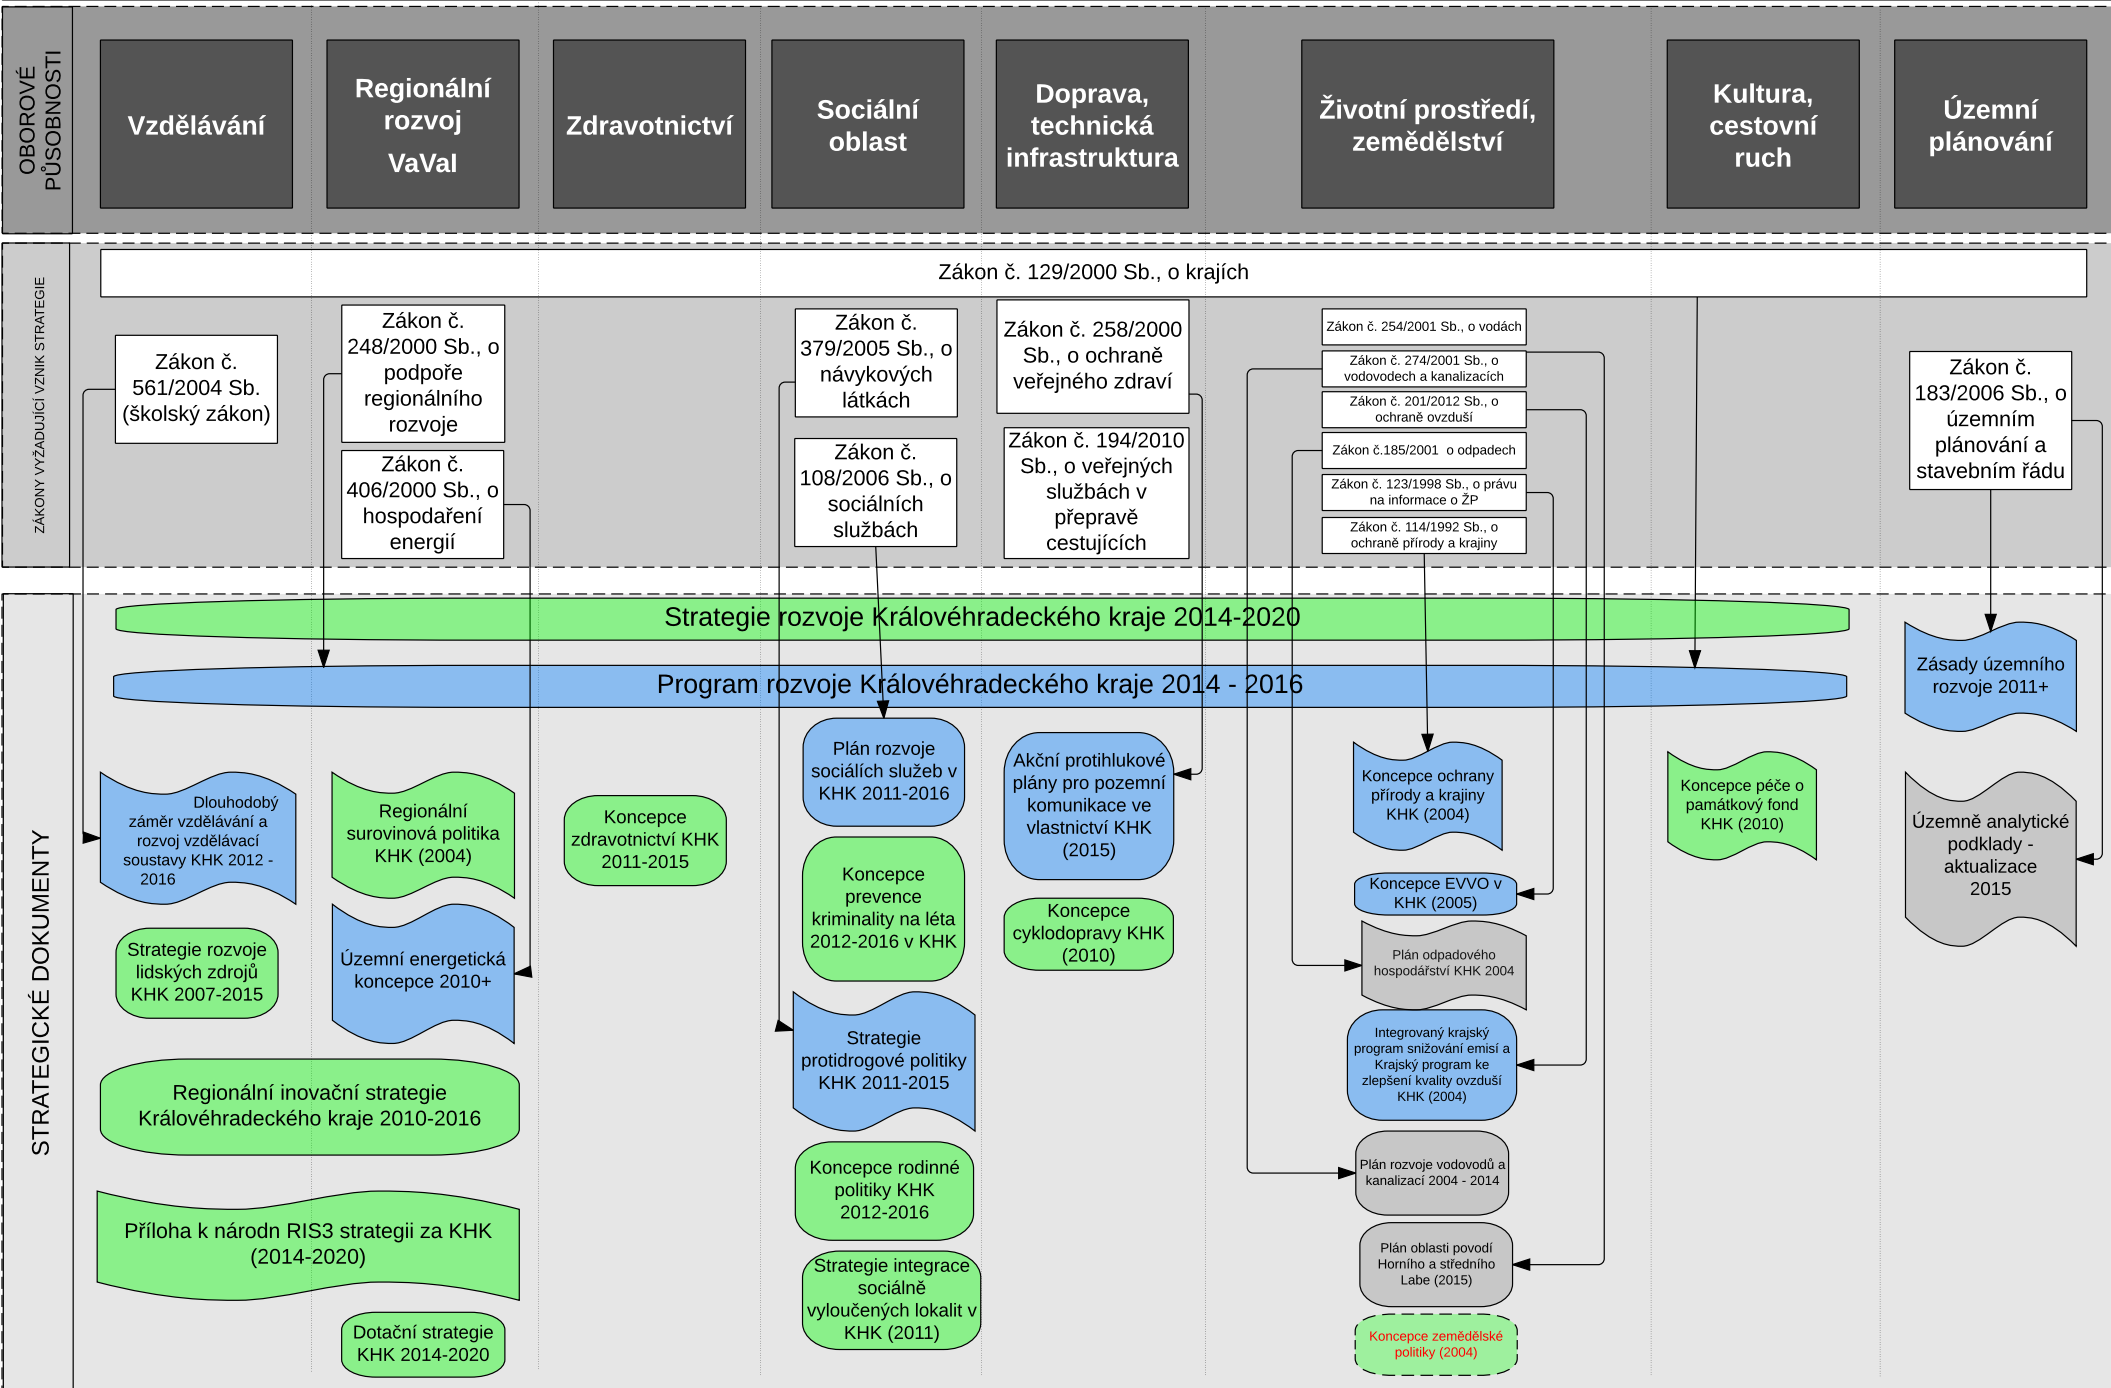 OBOROVÉ
PŮSOBNOSTI
Vzdělávání
Regionální
rozvoj
VaVaI
Zdravotnictví
Sociální
oblast
Doprava,
technická
infrastruktura
Životní prostředí,
zemědělství
Kultura,
cestovní
ruch
Územní
plánování
ZÁKONY VYŽADUJÍCÍ VZNIK STRATEGIE
Zákon č. 129/2000 Sb., o krajích
Zákon č.
561/2004 Sb.
(školský zákon)
Zákon č.
248/2000 Sb., o
podpoře
regionálního
rozvoje
Zákon č.
406/2000 Sb., o
hospodaření
energií
Zákon č.
379/2005 Sb., o
návykových
látkách
Zákon č.
108/2006 Sb., o
sociálních
službách
Zákon č. 258/2000
Sb., o ochraně
veřejného zdraví
Zákon č. 194/2010
Sb., o veřejných
službách v
přepravě
cestujících
Zákon č. 254/2001 Sb., o vodách
Zákon č. 274/2001 Sb., o
vodovodech a kanalizacích
Zákon č. 201/2012 Sb., o
ochraně ovzduší
Zákon č.185/2001 o odpadech
Zákon č. 123/1998 Sb., o právu
na informace o ŽP
Zákon č. 114/1992 Sb., o
ochraně přírody a krajiny
Zákon č.
183/2006 Sb., o
územním
plánování a
stavebním řádu
STRATEGICKÉ DOKUMENTY
Strategie rozvoje Královéhradeckého kraje 2014-2020
Program rozvoje Královéhradeckého kraje 2014 - 2016
Dlouhodobý
záměr vzdělávání a
rozvoj vzdělávací
soustavy KHK 2012 -
2016
Strategie rozvoje
lidských zdrojů
KHK 2007-2015
Regionální
surovinová politika
KHK (2004)
Územní energetická
koncepce 2010+
Regionální inovační strategie
Královéhradeckého kraje 2010-2016
Příloha k národn RIS3 strategii za KHK
(2014-2020)
Dotační strategie
KHK 2014-2020
Koncepce
zdravotnictví KHK
2011-2015
Plán rozvoje
sociálích služeb v
KHK 2011-2016
Koncepce
prevence
kriminality na léta
2012-2016 v KHK
Strategie
protidrogové politiky
KHK 2011-2015
Koncepce rodinné
politiky KHK
2012-2016
Strategie integrace
sociálně
vyloučených lokalit v
KHK (2011)
Akční protihlukové
plány pro pozemní
komunikace ve
vlastnictví KHK
(2015)
Koncepce
cyklodopravy KHK
(2010)
Koncepce ochrany
přírody a krajiny
KHK (2004)
Koncepce EVVO v
KHK (2005)
Plán odpadového
hospodářství KHK 2004
Integrovaný krajský
program snižování emisí a
Krajský program ke
zlepšení kvality ovzduší
KHK (2004)
Plán rozvoje vodovodů a
kanalizací 2004 - 2014
Plán oblasti povodí
Horního a středního
Labe (2015)
Koncepce zemědělské
politiky (2004)
Koncepce péče o
památkový fond
KHK (2010)
Zásady územního
rozvoje 2011+
Územně analytické
podklady -
aktualizace
2015